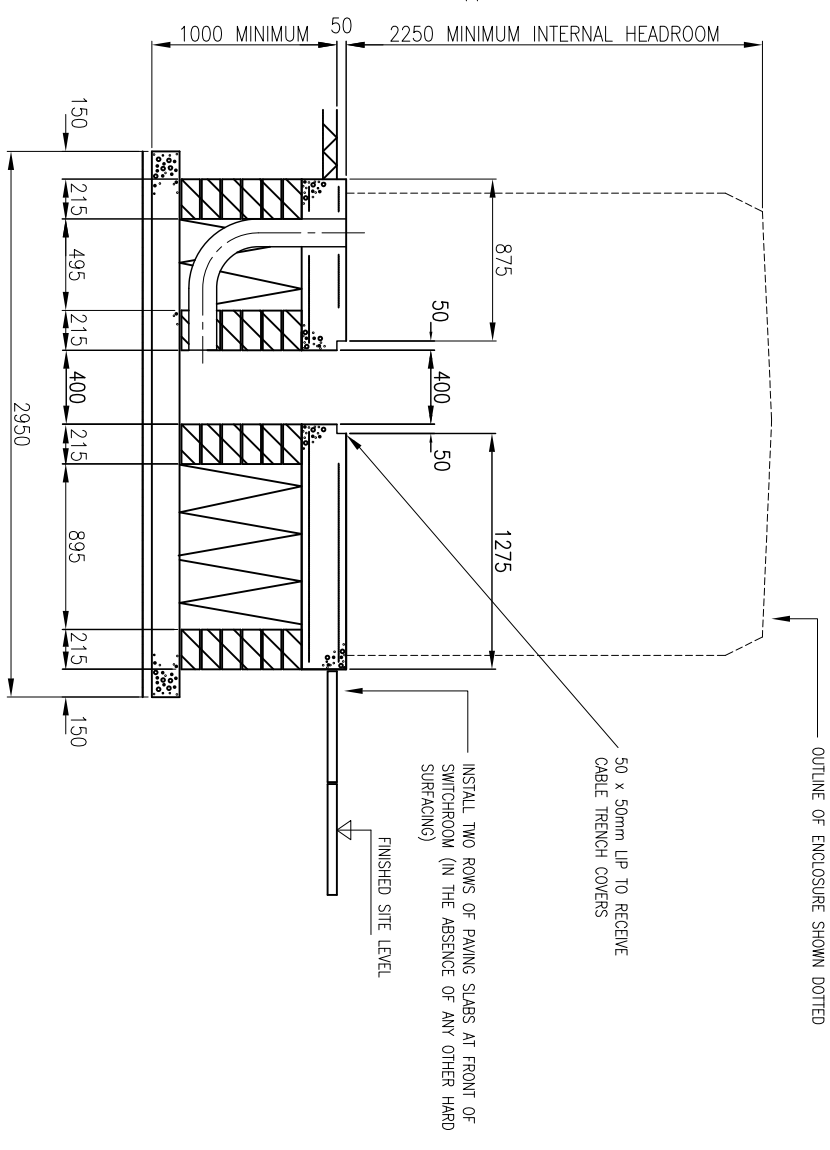 1000 MINIMUM
50
2250 MINIMUM INTERNAL HEADROOM
150
215
495
215
400
215
895
215
150
2950
875
50
400
50
1275
OUTLINE OF ENCLOSURE SHOWN DOTTED
50 x 50mm LIP TO RECEIVE
CABLE TRENCH COVERS
INSTALL TWO ROWS OF PAVING SLABS AT FRONT OF
SWITCHROOM (IN THE ABSENCE OF ANY OTHER HARD
SURFACING)
FINISHED SITE LEVEL